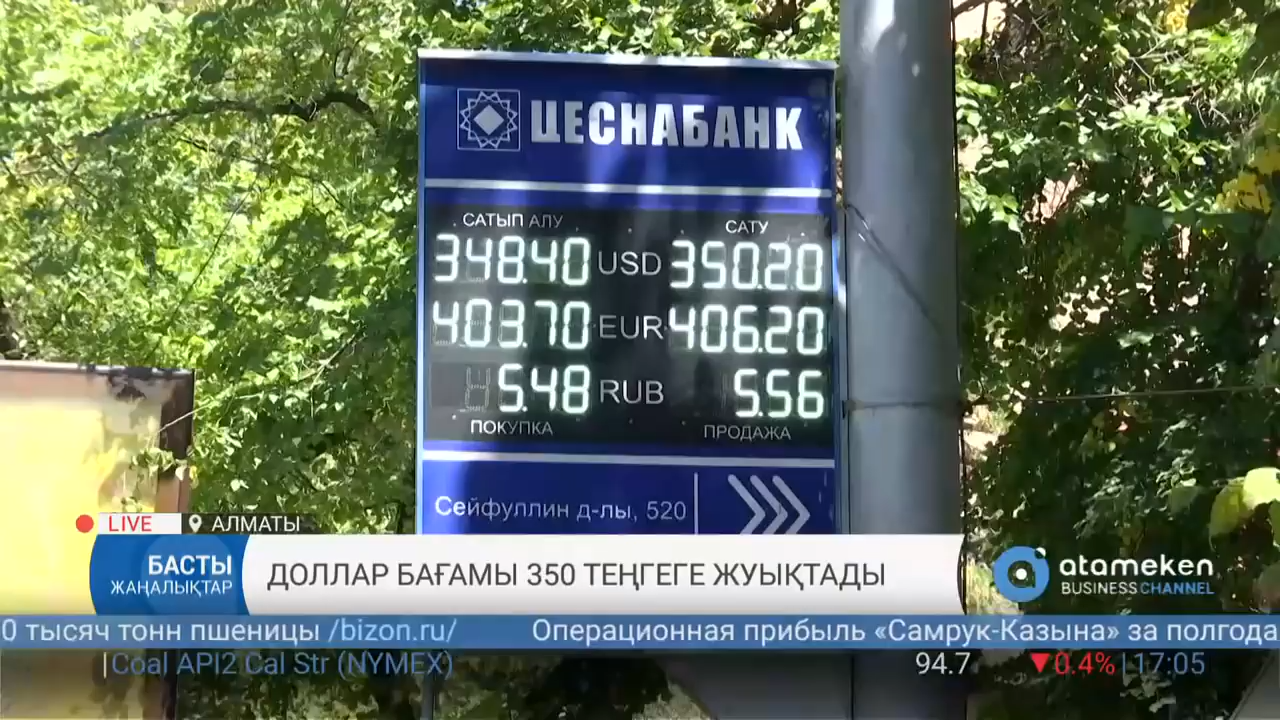 ЦЕСНАБАНК
САТЫП АЛУ САТУ
348.40 USD 350.20
403.70 EUR 406.20
5.48 RUB 5.56
ПОКУПКА ПРОДАЖА
Сейфуллин д-лы, 520
LIVE АЛМАТЫ
БАСТЫ
ЖАҢАЛЫҚТАР
ДОЛЛАР БАҒАМЫ 350 ТЕҢГЕГЕ ЖУЫҚТАДЫ
atameken
BUSINESS CHANNEL
0 тысяч тонн пшеницы /bizon.ru/ Операционная прибыль «Самрук-Казына» за полгода
|Coal API2 Cal Str (NYMEX) 94.7 ▼0.4% | 17:05